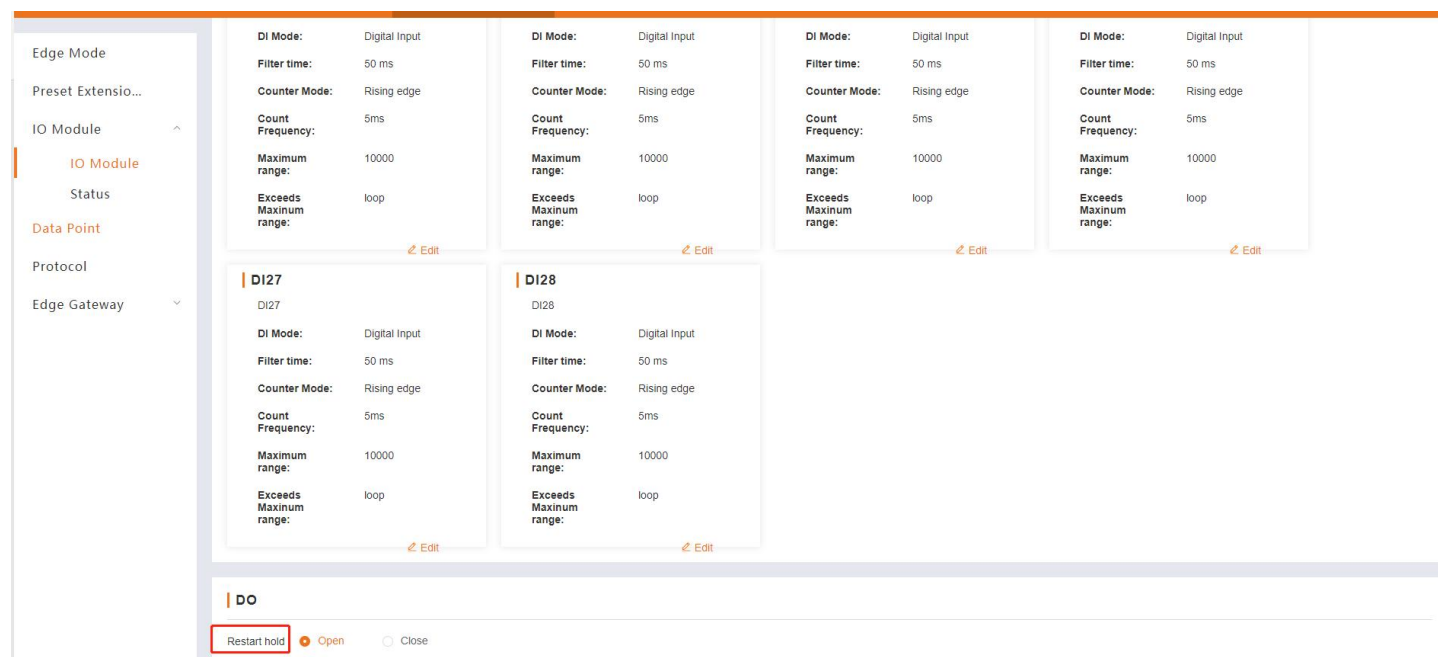 Edge Mode
Preset Extensio...
IO Module
IO Module
Status
Data Point
Protocol
Edge Gateway
DI Mode: Digital Input DI Mode: Digital Input DI Mode: Digital Input DI Mode: Digital Input
Filter time: 50 ms Filter time: 50 ms Filter time: 50 ms Filter time: 50 ms
Counter Mode: Rising edge Counter Mode: Rising edge Counter Mode: Rising edge Counter Mode: Rising edge
Count 5ms Count 5ms Count 5ms Count 5ms
Frequency: Frequency: Frequency: Frequency:
Maximum 10000 Maximum 10000 Maximum 10000 Maximum 10000
range: range: range: range:
Exceeds loop Exceeds loop Exceeds loop Exceeds loop
Maxinum Maxinum Maxinum Maxinum
range: range: range: range:
Edit Edit Edit Edit
DI27 DI28
DI27 DI28
DI Mode: Digital Input DI Mode: Digital Input
Filter time: 50 ms Filter time: 50 ms
Counter Mode: Rising edge Counter Mode: Rising edge
Count 5ms Count 5ms
Frequency: Frequency:
Maximum 10000 Maximum 10000
range: range:
Exceeds loop Exceeds loop
Maxinum Maxinum
range: range:
Edit Edit
DO
Restart hold Open Close